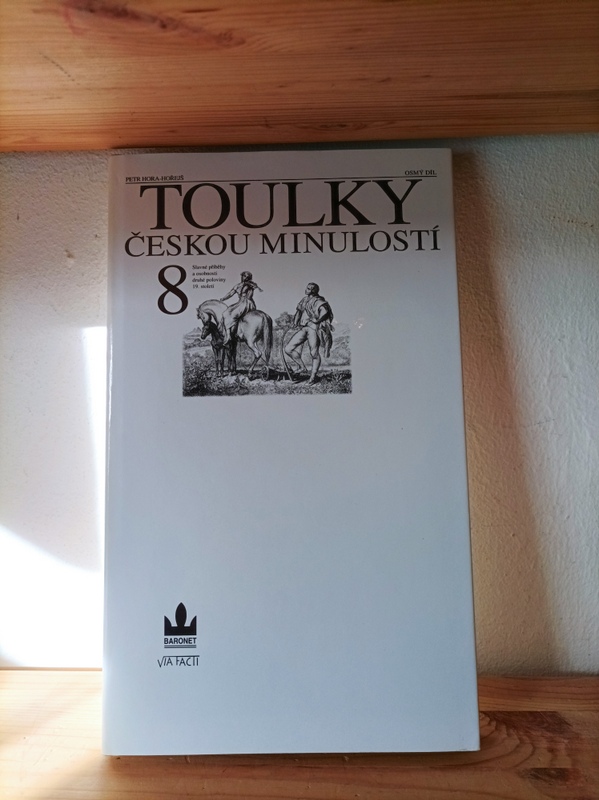 PETR HORA-HOŘEJŠ
OSMÝ DÍL
TOULKY
ČESKOU MINULOSTÍ
8
Slavné příběhy
a osobnosti
druhé poloviny
19. století
BARONET
VIA FACTI